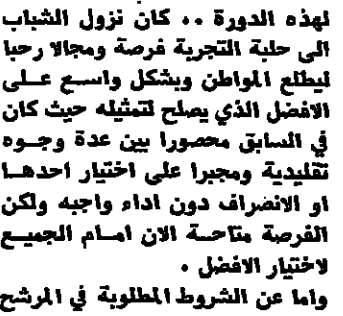 لهذه الدورة .. كان نزول الشباب
الى حلبة التجربة فرصة ومجالا رحبا
ليطلع المواطن وبشكل واسع على
الافضل الذي يصلح لتمثيله حيث كان
في السابق محصورا بين عدة وجوه
تقليدية ومجبرا على اختيار احدها
او الانصراف دون اداء واجبه ولكن
الفرصة متاحة الان امام الجميع
لاختيار الافضل .
واما عن الشروط المطلوبة في المرشح